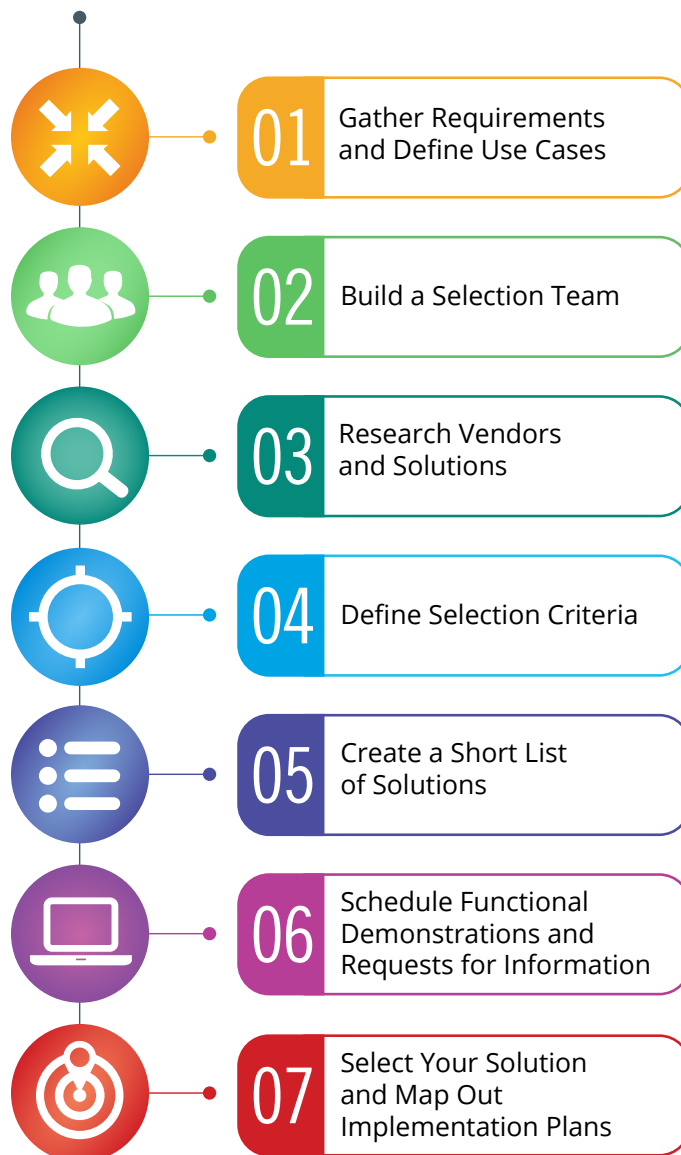 01
Gather Requirements
and Define Use Cases
02
Build a Selection Team
03
Research Vendors
and Solutions
04
Define Selection Criteria
05
Create a Short List
of Solutions
06
Schedule Functional
Demonstrations and
Requests for Information
07
Select Your Solution
and Map Out
Implementation Plans